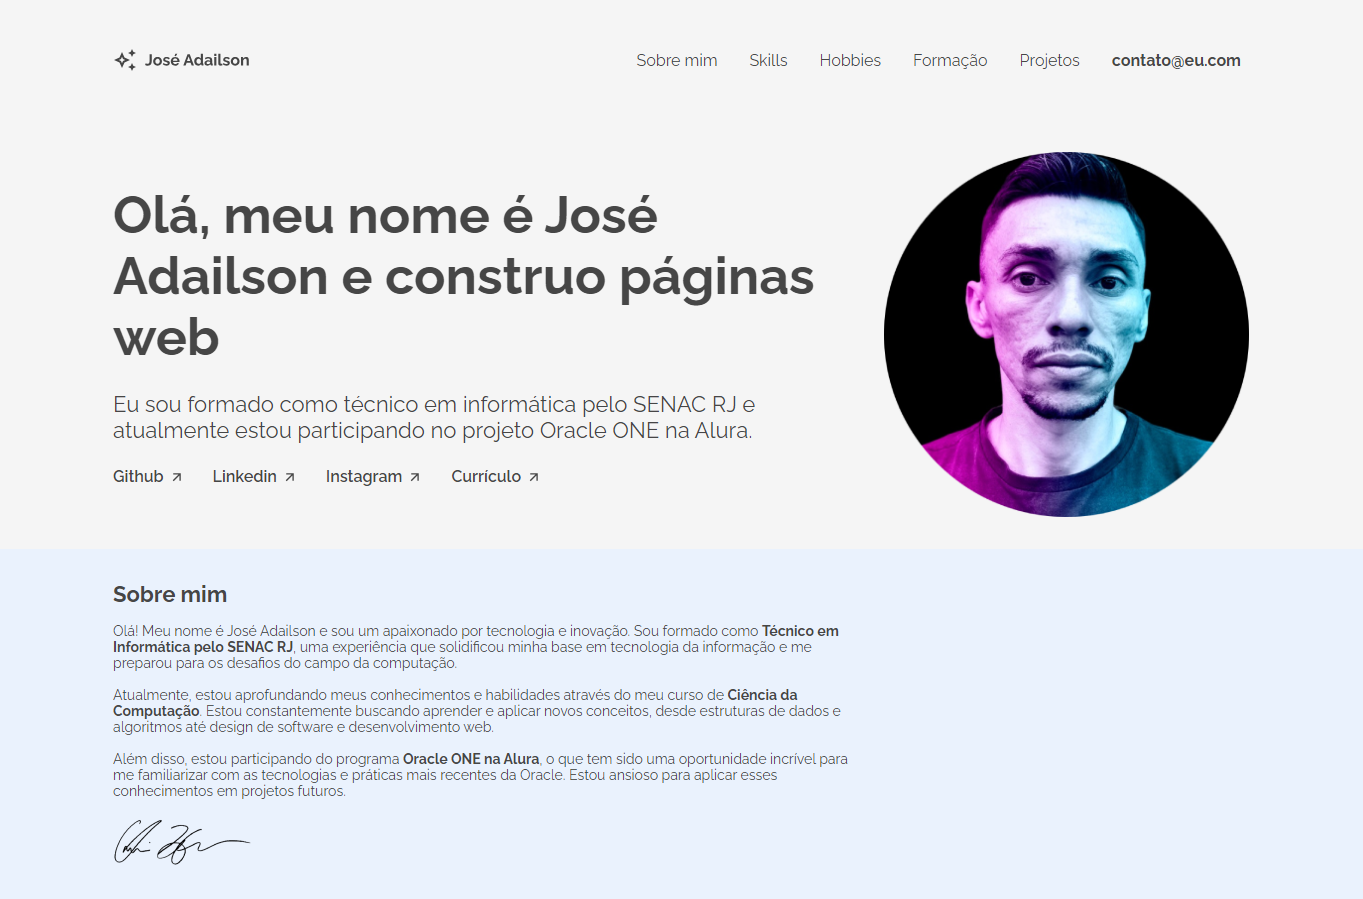 José Adailson
Sobre mim Skills Hobbies Formação Projetos contato@eu.com
Olá, meu nome é José
Adailson e construo páginas
web
Eu sou formado como técnico em informática pelo SENAC RJ e
atualmente estou participando no projeto Oracle ONE na Alura.
Github Linkedin Instagram Currículo
Sobre mim
Olá! Meu nome é José Adailson e sou um apaixonado por tecnologia e inovação. Sou formado como Técnico em
Informática pelo SENAC RJ, uma experiência que solidificou minha base em tecnologia da informação e me
preparou para os desafios do campo da computação.
Atualmente, estou aprofundando meus conhecimentos e habilidades através do meu curso de Ciência da
Computação. Estou constantemente buscando aprender e aplicar novos conceitos, desde estruturas de dados e
algoritmos até design de software e desenvolvimento web.
Além disso, estou participando do programa Oracle ONE na Alura, o que tem sido uma oportunidade incrível para
me familiarizar com as tecnologias e práticas mais recentes da Oracle. Estou ansioso para aplicar esses
conhecimentos em projetos futuros.